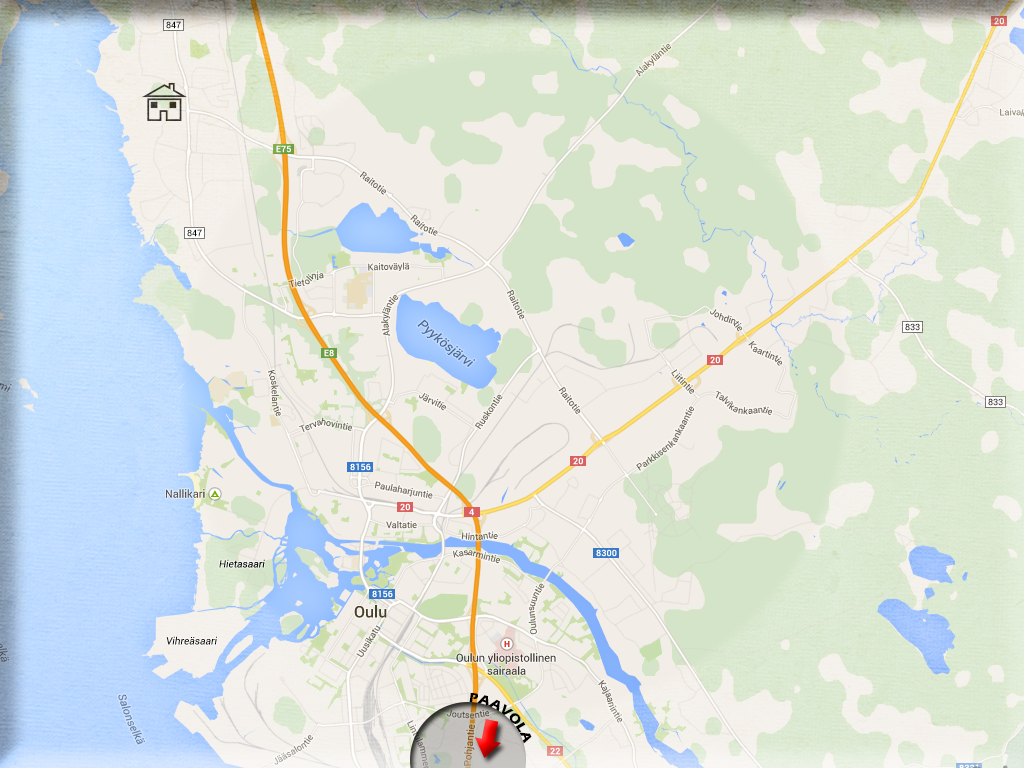 847
20
Alakyläntie
Laival
E75
Raitotie
Raitotie
847
Kaitoväylä
Tietolinja
Raitotie
Alakyläntie
Pyykösjärvi
Johdintie
833
E8
20
Kaartintie
Koskelantie
Liitintie
Järvitie
Ruskontie
Raitotie
Talvikankaantie
833
Tervahovintie
Parkkisenkankaantie
8156
20
Nallikari
Paulaharjuntie
20
4
Valtatie
Hintantie
Kasarmintie
8300
Hietasaari
8156
Oulu
Oulunsuuntie
Vihreäsaari
Uusikatu
H
Oulun yliopistollinen
sairaala
Kajaanintie
PAAVOLA
Joutsentie
Salonselkä
Pohjantie
Jääsalontie
22